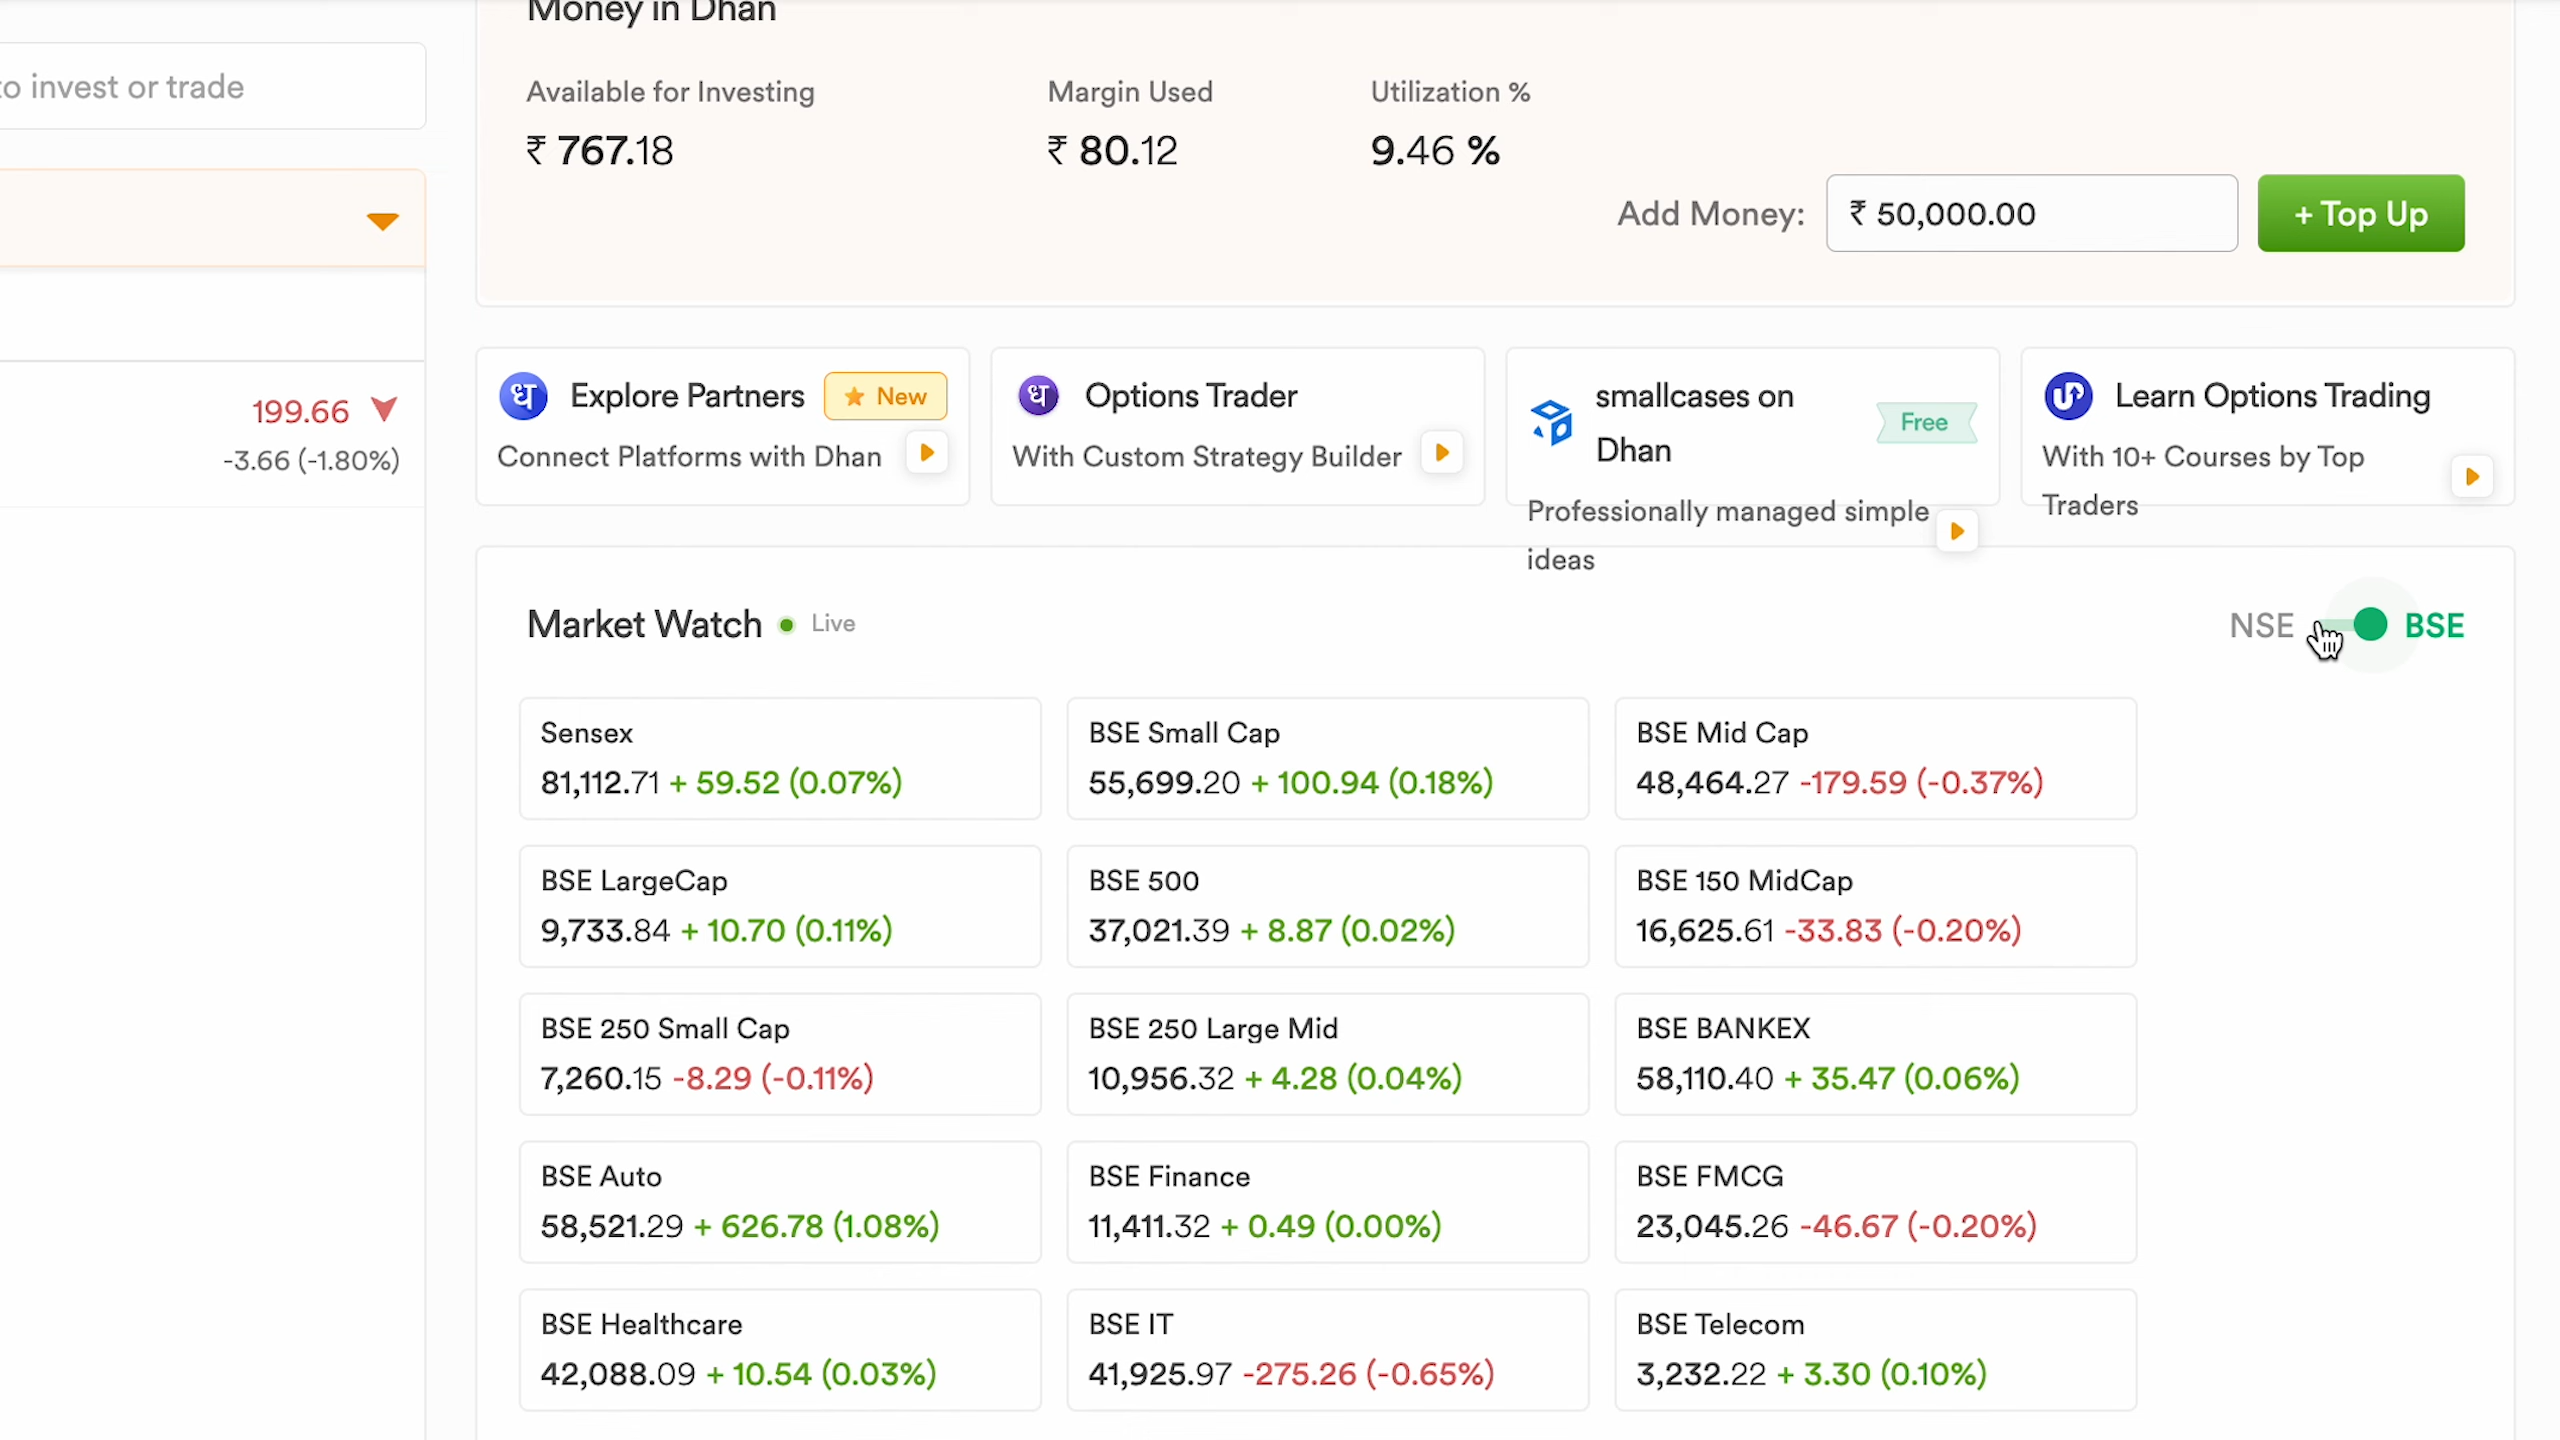 Money in Dhan
to invest or trade
Available for Investing
Margin Used
Utilization %
₹ 767.18
₹ 80.12
9.46 %
Add Money:
₹ 50,000.00
+ Top Up
199.66
-3.66 (-1.80%)
ध Explore Partners
New
Connect Platforms with Dhan
ध Options Trader
With Custom Strategy Builder
smallcases on
Dhan
Free
Professionally managed simple
ideas
Learn Options Trading
With 10+ Courses by Top
Traders
Market Watch
Live
NSE
BSE
Sensex
81,112.71 + 59.52 (0.07%)
BSE Small Cap
55,699.20 + 100.94 (0.18%)
BSE Mid Cap
48,464.27 -179.59 (-0.37%)
BSE LargeCap
9,733.84 + 10.70 (0.11%)
BSE 500
37,021.39 + 8.87 (0.02%)
BSE 150 MidCap
16,625.61 -33.83 (-0.20%)
BSE 250 Small Cap
7,260.15 -8.29 (-0.11%)
BSE 250 Large Mid
10,956.32 + 4.28 (0.04%)
BSE BANKEX
58,110.40 + 35.47 (0.06%)
BSE Auto
58,521.29 + 626.78 (1.08%)
BSE Finance
11,411.32 + 0.49 (0.00%)
BSE FMCG
23,045.26 -46.67 (-0.20%)
BSE Healthcare
42,088.09 + 10.54 (0.03%)
BSE IT
41,925.97 -275.26 (-0.65%)
BSE Telecom
3,232.22 + 3.30 (0.10%)